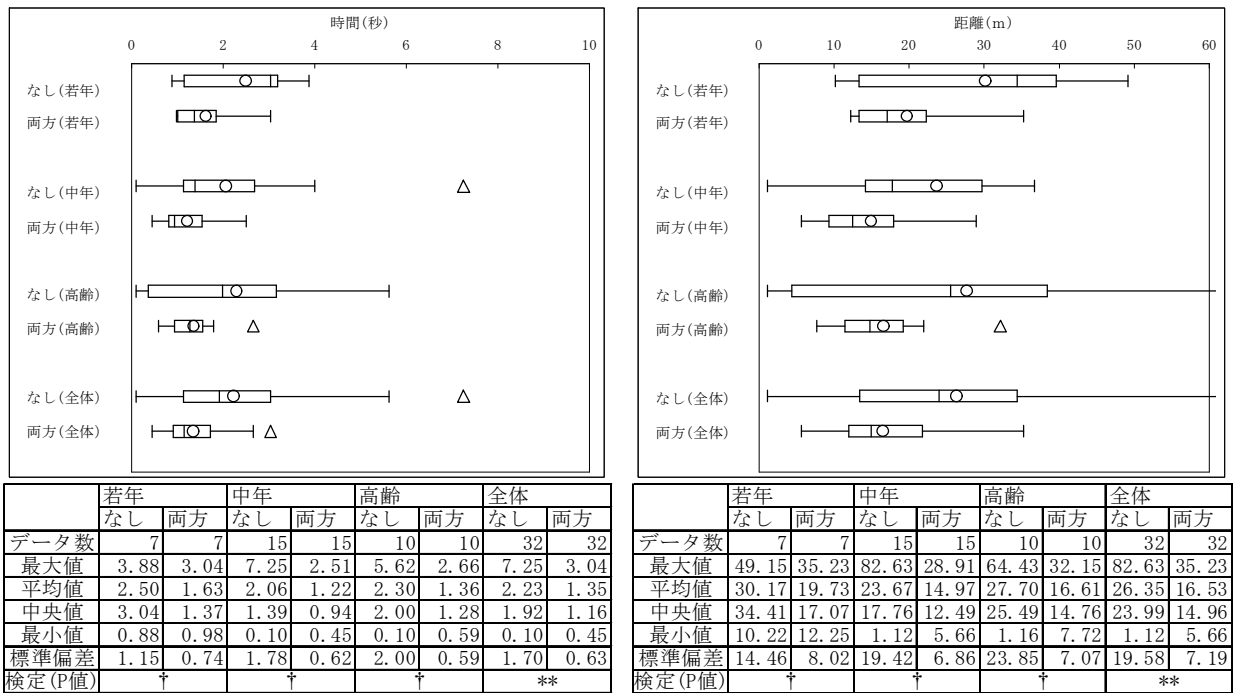 時間(秒)
0 2 4 6 8 10
なし(若年)
両方(若年)
なし(中年)
両方(中年)
なし(高齢)
両方(高齢)
なし(全体)
両方(全体)
若年 中年 高齢 全体
なし 両方 なし 両方 なし 両方 なし 両方
データ数 7 7 15 15 10 10 32 32
最大値 3.88 3.04 7.25 2.51 5.62 2.66 7.25 3.04
平均値 2.50 1.63 2.06 1.22 2.30 1.36 2.23 1.35
中央値 3.04 1.37 1.39 0.94 2.00 1.28 1.92 1.16
最小値 0.88 0.98 0.10 0.45 0.10 0.59 0.10 0.45
標準偏差 1.15 0.74 1.78 0.62 2.00 0.59 1.70 0.63
検定(P値) † † † **
距離(m)
0 10 20 30 40 50 60
なし(若年)
両方(若年)
なし(中年)
両方(中年)
なし(高齢)
両方(高齢)
なし(全体)
両方(全体)
若年 中年 高齢 全体
なし 両方 なし 両方 なし 両方 なし 両方
データ数 7 7 15 15 10 10 32 32
最大値 49.15 35.23 82.63 28.91 64.43 32.15 82.63 35.23
平均値 30.17 19.73 23.67 14.97 27.70 16.61 26.35 16.53
中央値 34.41 17.07 17.76 12.49 25.49 14.76 23.99 14.96
最小値 10.22 12.25 1.12 5.66 1.16 7.72 1.12 5.66
標準偏差 14.46 8.02 19.42 6.86 23.85 7.07 19.58 7.19
検定(P値) † † † **